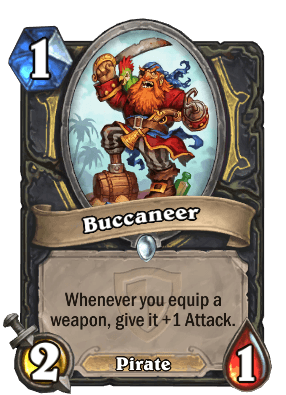 1
Buccaneer
Whenever you equip a
weapon, give it +1 Attack.
2
Pirate
1